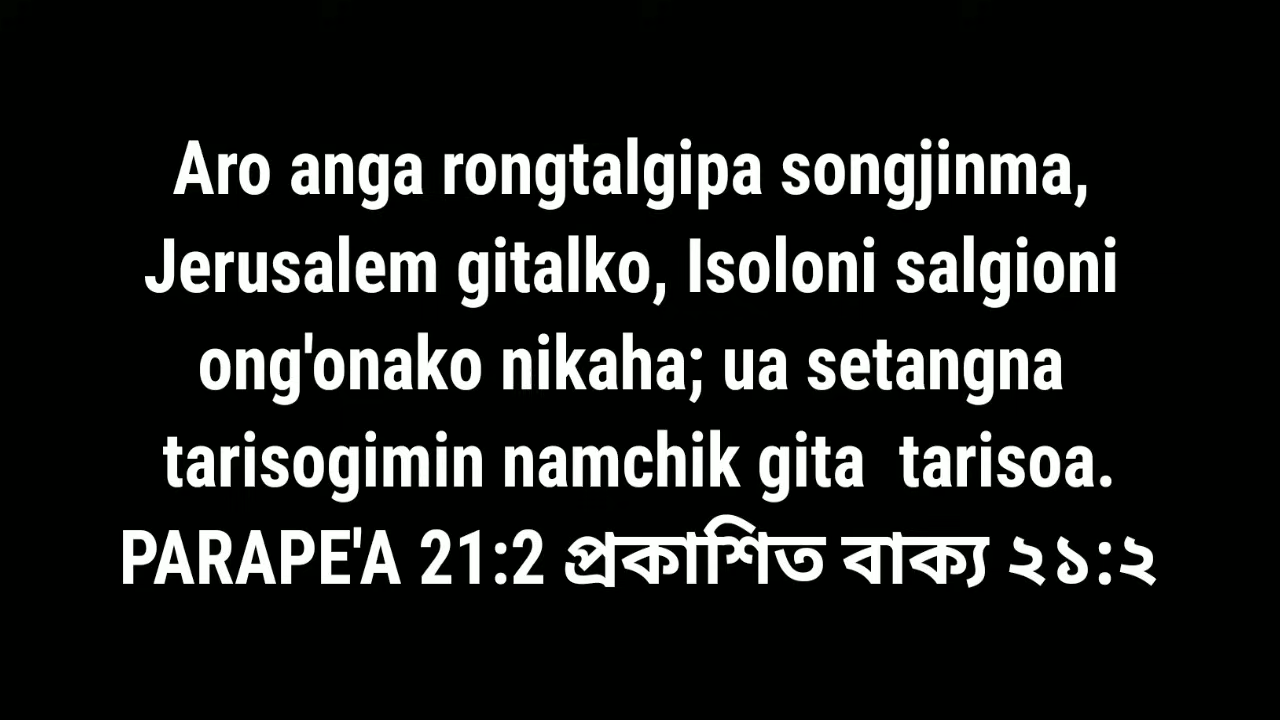 Aro anga rongtalgipa songjinma,
Jerusalem gitalko, Isoloni salgioni
ong'onako nikaha; ua setangna
tarisogimin namchik gita  tarisoa.
PARAPE'A 21:2 প্রকাশিত বাক্য ২১:২